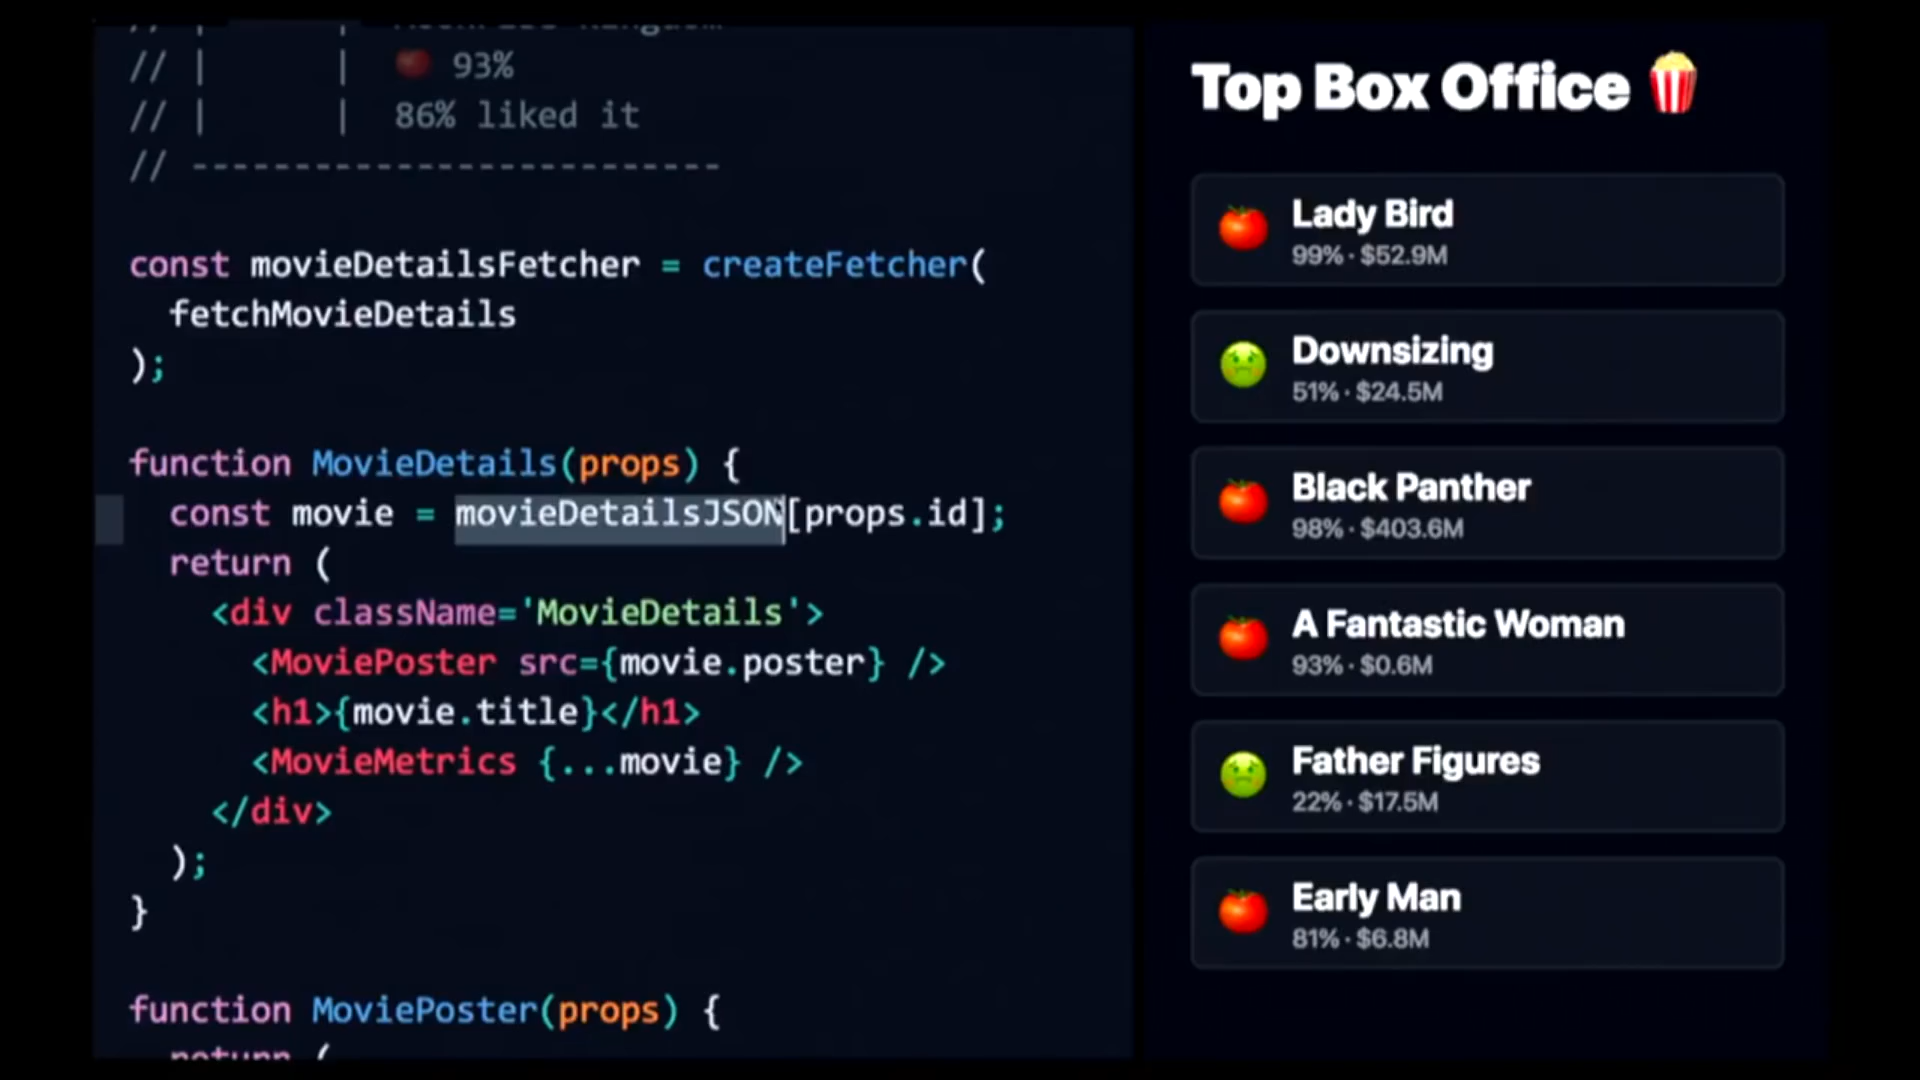 // | | 🍅 93%
// | | 86% liked it
// --------------------------
const movieDetailsFetcher = createFetcher(
fetchMovieDetails
);
function MovieDetails(props) {
const movie = movieDetailsJSON[props.id];
return (
<div className='MovieDetails'>
<MoviePoster src={movie.poster} />
<h1>{movie.title}</h1>
<MovieMetrics {...movie} />
</div>
);
}
function MoviePoster(props) {
return (
Top Box Office 🍿
Lady Bird
99% · $52.9M
Downsizing
51% · $24.5M
Black Panther
98% · $403.6M
A Fantastic Woman
93% · $0.6M
Father Figures
22% · $17.5M
Early Man
81% · $6.8M